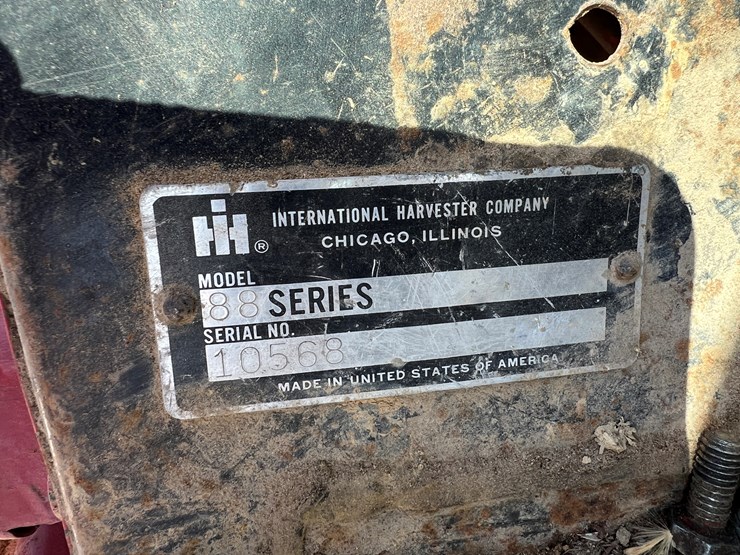 IH ®
INTERNATIONAL HARVESTER COMPANY
CHICAGO, ILLINOIS
MODEL
88 SERIES
SERIAL NO.
10568
MADE IN UNITED STATES OF AMERICA